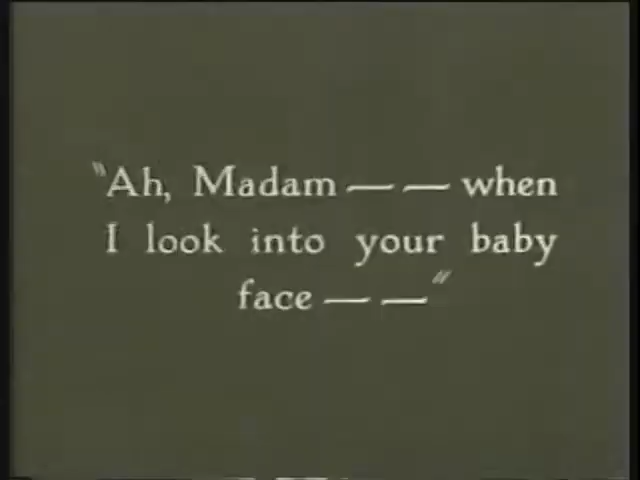 "Ah, Madam — — when
I look into your baby
face — —"